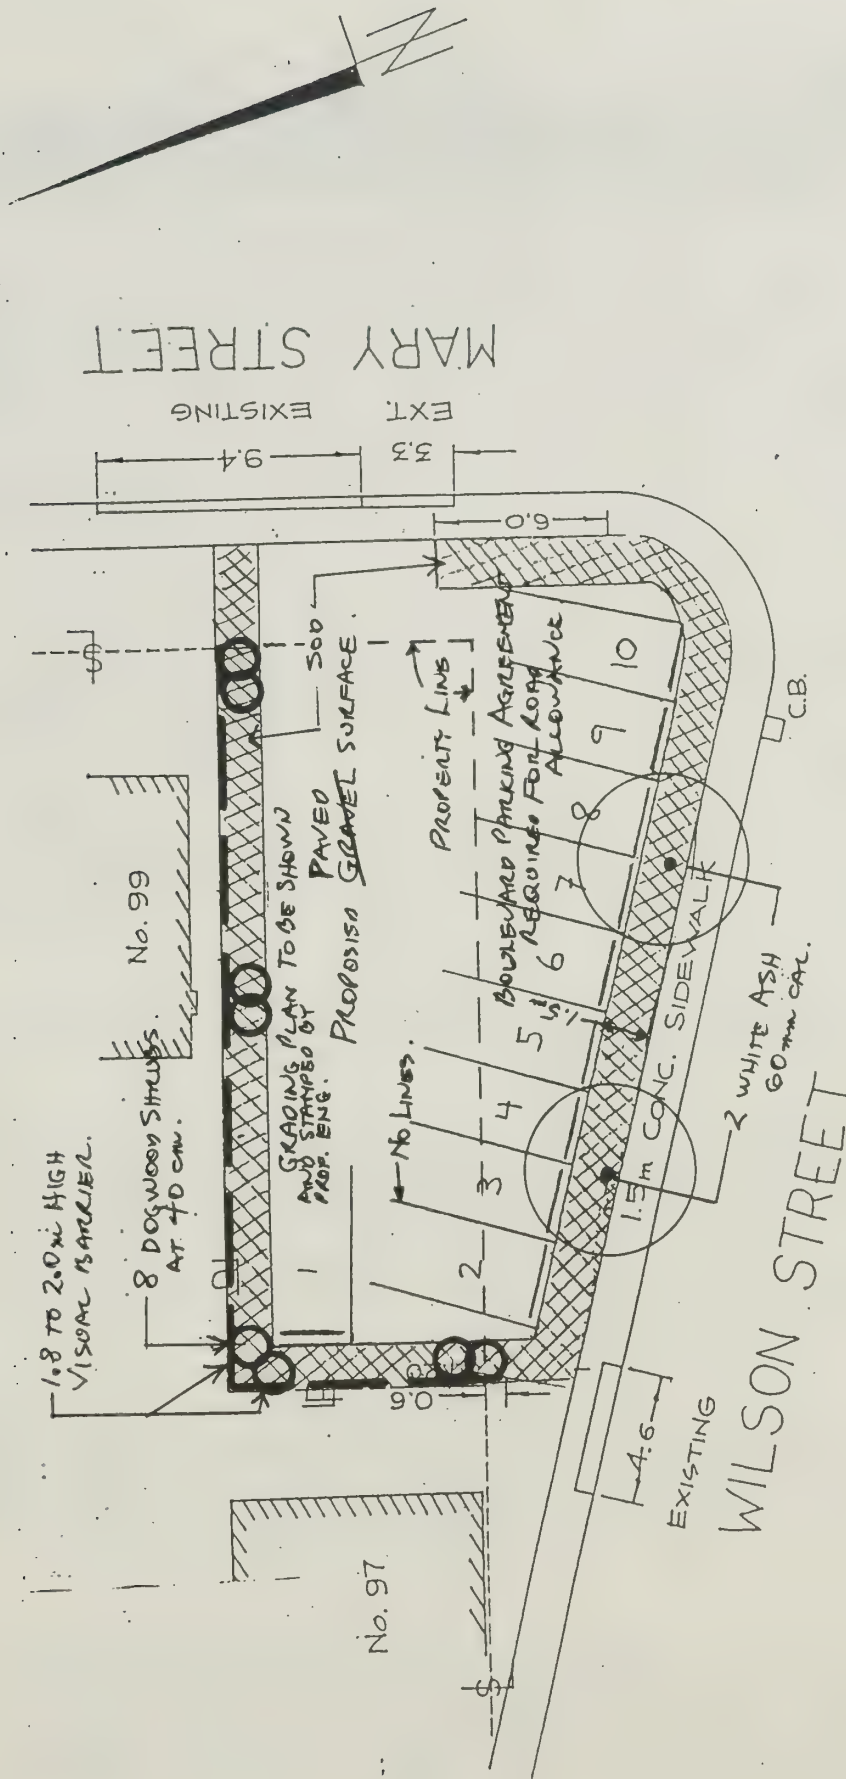 N
MARY STREET
EXISTING
EXT.
9.4
3.3
6.0
SOD
No. 99
1.8 TO 2.0m HIGH
VISUAL BARRIER.
8 DOGWOOD SHRUBS
AT 40 cm.
GRADING PLAN TO BE SHOWN
AND STAMPED BY
PROF. ENG.
PAVED
PROPOSED GRAVEL SURFACE.
PROPERTY LINE
BOULEVARD PARKING AGREEMENT
REQUIRED FOR ROAD
ALLOWANCE
NO LINES.
1
2
3
4
5
6
7
8
9
10
1.5
0.6
C.B.
1.5m CONC. SIDEWALK
2 WHITE ASH
60mm CAL.
No. 97
4.6
EXISTING
WILSON STREET